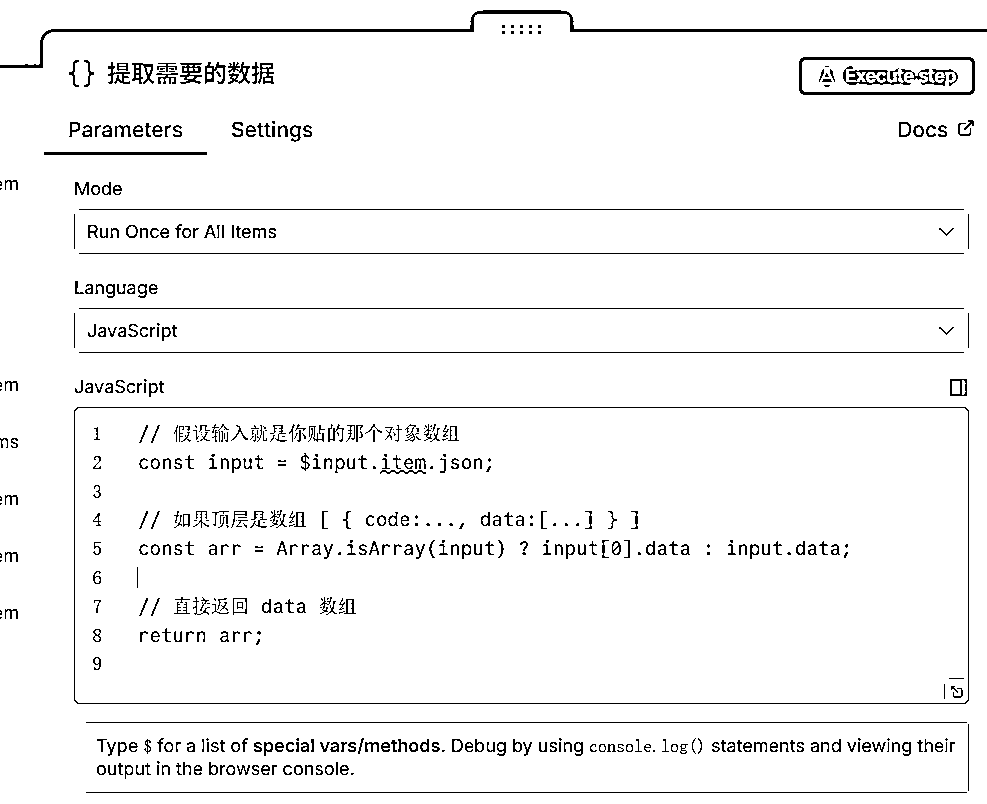 {} 提取需要的数据
Execute step
Parameters
Settings
Docs
em
Mode
Run Once for All Items
Language
JavaScript
em
JavaScript
1 // 假设输入就是你贴的那个对象数组
ms
2 const input = $input.item.json;
3
em
4 // 如果顶层是数组 [ { code:..., data:[...] } ]
5 const arr = Array.isArray(input) ? input[0].data : input.data;
em
6
7 // 直接返回 data 数组
em
8 return arr;
9
Type $ for a list of special vars/methods. Debug by using console.log() statements and viewing their
output in the browser console.